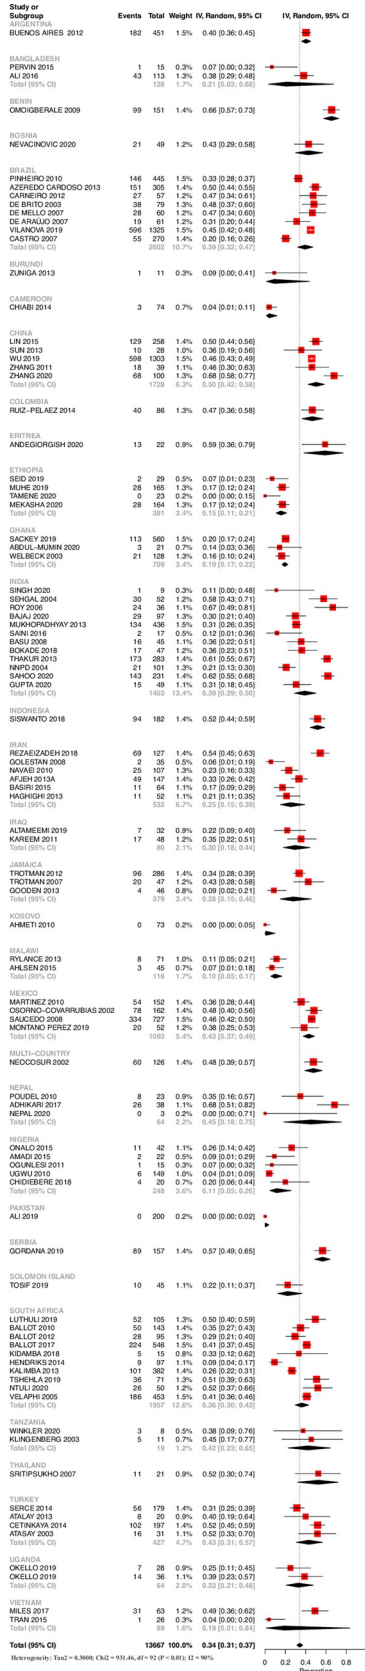 Study or
Subgroup Events Total Weight IV, Random, 95% CI IV, Random, 95% CI
ARGENTINA
BUENOS AIRES 2012 182 451 1.5% 0.40 [0.36; 0.45]
BANGLADESH
PERVIN 2015 1 15 0.3% 0.07 [0.00; 0.32]
ALI 2016 43 113 1.4% 0.38 [0.29; 0.48]
Total (95% CI) 128 1.7% 0.21 [0.03; 0.68]
BENIN
OMOIGBERALE 2009 99 151 1.4% 0.66 [0.57; 0.73]
BOSNIA
NEVACINOVIC 2020 21 49 1.2% 0.43 [0.29; 0.58]
BRAZIL
PINHEIRO 2010 146 445 1.4% 0.33 [0.28; 0.37]
AZEREDO CARDOSO 2013 151 305 1.5% 0.50 [0.44; 0.55]
CARNEIRO 2012 27 57 1.2% 0.47 [0.34; 0.61]
DE BRITO 2003 38 79 1.3% 0.48 [0.37; 0.60]
DE MELLO 2007 28 60 1.2% 0.47 [0.34; 0.60]
DE ARAÚJO 2007 19 61 1.2% 0.31 [0.20; 0.44]
VILANOVA 2019 596 1325 1.5% 0.45 [0.42; 0.48]
CASTRO 2007 55 270 1.4% 0.20 [0.16; 0.26]
Total (95% CI) 2602 10.7% 0.39 [0.32; 0.47]
BURUNDI
ZUNIGA 2013 1 11 0.3% 0.09 [0.00; 0.41]
CAMEROON
CHIABI 2014 3 74 0.7% 0.04 [0.01; 0.11]
CHINA
LIN 2015 129 258 1.4% 0.50 [0.44; 0.56]
SUN 2013 10 28 1.0% 0.36 [0.19; 0.56]
WU 2019 598 1303 1.5% 0.46 [0.43; 0.49]
ZHANG 2011 18 39 1.1% 0.46 [0.30; 0.63]
ZHANG 2020 68 100 1.3% 0.68 [0.58; 0.77]
Total (95% CI) 1728 6.3% 0.50 [0.42; 0.58]
COLOMBIA
RUIZ−PELAEZ 2014 40 86 1.3% 0.47 [0.36; 0.58]
ERITREA
ANDEGIORGISH 2020 13 22 0.9% 0.59 [0.36; 0.79]
ETHIOPIA
SEID 2019 2 29 0.5% 0.07 [0.01; 0.23]
MUHE 2019 28 165 1.3% 0.17 [0.12; 0.24]
TAMENE 2020 0 23 0.2% 0.00 [0.00; 0.15]
MEKASHA 2020 28 164 1.3% 0.17 [0.12; 0.24]
Total (95% CI) 381 3.4% 0.15 [0.11; 0.21]
GHANA
SACKEY 2019 113 560 1.4% 0.20 [0.17; 0.24]
ABDUL−MUMIN 2020 3 21 0.7% 0.14 [0.03; 0.36]
WELBECK 2003 21 128 1.3% 0.16 [0.10; 0.24]
Total (95% CI) 709 3.4% 0.19 [0.17; 0.22]
INDIA
SINGH 2020 1 9 0.3% 0.11 [0.00; 0.48]
SEHGAL 2004 30 52 1.2% 0.58 [0.43; 0.71]
ROY 2006 24 36 1.1% 0.67 [0.49; 0.81]
BAJAJ 2020 29 97 1.3% 0.30 [0.21; 0.40]
MUKHOPADHYAY 2013 134 436 1.4% 0.31 [0.26; 0.35]
SAINI 2016 2 17 0.5% 0.12 [0.01; 0.36]
BASU 2008 16 45 1.2% 0.36 [0.22; 0.51]
BOKADE 2018 17 47 1.2% 0.36 [0.23; 0.51]
THAKUR 2013 173 283 1.4% 0.61 [0.55; 0.67]
NNPD 2004 21 101 1.2% 0.21 [0.13; 0.30]
SAHOO 2020 143 231 1.4% 0.62 [0.55; 0.68]
GUPTA 2020 15 49 1.2% 0.31 [0.18; 0.45]
Total (95% CI) 1403 13.4% 0.39 [0.29; 0.50]
INDONESIA
SISWANTO 2018 94 182 1.4% 0.52 [0.44; 0.59]
IRAN
REZAEIZADEH 2018 69 127 1.4% 0.54 [0.45; 0.63]
GOLESTAN 2008 2 35 0.5% 0.06 [0.01; 0.19]
NAVAEI 2010 25 107 1.3% 0.23 [0.16; 0.33]
AFJEH 2013A 49 147 1.3% 0.33 [0.26; 0.42]
BASIRI 2015 11 64 1.1% 0.17 [0.09; 0.29]
HAGHIGHI 2013 11 52 1.1% 0.21 [0.11; 0.35]
Total (95% CI) 532 6.7% 0.25 [0.15; 0.39]
IRAQ
ALTAMEEMI 2019 7 32 0.9% 0.22 [0.09; 0.40]
KAREEM 2011 17 48 1.2% 0.35 [0.22; 0.51]
Total (95% CI) 80 2.1% 0.30 [0.18; 0.44]
JAMAICA
TROTMAN 2012 96 286 1.4% 0.34 [0.28; 0.39]
TROTMAN 2007 20 47 1.2% 0.43 [0.28; 0.58]
GOODEN 2013 4 46 0.8% 0.09 [0.02; 0.21]
Total (95% CI) 379 3.4% 0.28 [0.15; 0.46]
KOSOVO
AHMETI 2010 0 73 0.2% 0.00 [0.00; 0.05]
MALAWI
RYLANCE 2013 8 71 1.0% 0.11 [0.05; 0.21]
AHLSEN 2015 3 45 0.7% 0.07 [0.01; 0.18]
Total (95% CI) 116 1.7% 0.10 [0.05; 0.17]
MEXICO
MARTINEZ 2010 54 152 1.4% 0.36 [0.28; 0.44]
OSORNO−COVARRUBIAS 2002 78 162 1.4% 0.48 [0.40; 0.56]
SAUCEDO 2008 334 727 1.5% 0.46 [0.42; 0.50]
MONTANO PEREZ 2019 20 52 1.2% 0.38 [0.25; 0.53]
Total (95% CI) 1093 5.4% 0.43 [0.37; 0.49]
MULTI−COUNTRY
NEOCOSUR 2002 60 126 1.4% 0.48 [0.39; 0.57]
NEPAL
POUDEL 2010 8 23 0.9% 0.35 [0.16; 0.57]
ADHIKARI 2017 26 38 1.1% 0.68 [0.51; 0.82]
NEPAL 2020 0 3 0.2% 0.00 [0.00; 0.71]
Total (95% CI) 64 2.2% 0.45 [0.18; 0.75]
NIGERIA
ONALO 2015 11 42 1.1% 0.26 [0.14; 0.42]
AMADI 2015 2 22 0.5% 0.09 [0.01; 0.29]
OGUNLESI 2011 1 15 0.3% 0.07 [0.00; 0.32]
UGWU 2010 6 149 0.9% 0.04 [0.01; 0.09]
CHIDIEBERE 2018 4 20 0.7% 0.20 [0.06; 0.44]
Total (95% CI) 248 3.6% 0.11 [0.05; 0.26]
PAKISTAN
ALI 2019 0 200 0.2% 0.00 [0.00; 0.02]
SERBIA
GORDANA 2019 89 157 1.4% 0.57 [0.49; 0.65]
SOLOMON ISLAND
TOSIF 2019 10 45 1.1% 0.22 [0.11; 0.37]
SOUTH AFRICA
LUTHULI 2019 52 105 1.3% 0.50 [0.40; 0.59]
BALLOT 2010 50 143 1.4% 0.35 [0.27; 0.43]
BALLOT 2012 28 95 1.3% 0.29 [0.21; 0.40]
BALLOT 2017 224 546 1.5% 0.41 [0.37; 0.45]
KIDAMBA 2018 5 15 0.8% 0.33 [0.12; 0.62]
HENDRIKS 2014 9 97 1.1% 0.09 [0.04; 0.17]
KALIMBA 2013 101 382 1.4% 0.26 [0.22; 0.31]
TSHEHLA 2019 36 71 1.3% 0.51 [0.39; 0.63]
NTULI 2020 26 50 1.2% 0.52 [0.37; 0.66]
VELAPHI 2005 186 453 1.5% 0.41 [0.36; 0.46]
Total (95% CI) 1957 12.6% 0.36 [0.30; 0.43]
TANZANIA
WINKLER 2020 3 8 0.5% 0.38 [0.09; 0.76]
KLINGENBERG 2003 5 11 0.7% 0.45 [0.17; 0.77]
Total (95% CI) 19 1.2% 0.42 [0.23; 0.65]
THAILAND
SRITIPSUKHO 2007 11 21 0.9% 0.52 [0.30; 0.74]
TURKEY
SERCE 2014 56 179 1.4% 0.31 [0.25; 0.39]
ATALAY 2013 8 20 0.9% 0.40 [0.19; 0.64]
CETINKAYA 2014 102 197 1.4% 0.52 [0.45; 0.59]
ATASAY 2003 16 31 1.1% 0.52 [0.33; 0.70]
Total (95% CI) 427 4.7% 0.43 [0.31; 0.57]
UGANDA
OKELLO 2019 7 28 0.9% 0.25 [0.11; 0.45]
OKELLO 2019 14 36 1.1% 0.39 [0.23; 0.57]
Total (95% CI) 64 2.0% 0.33 [0.21; 0.48]
VIETNAM
MILES 2017 31 63 1.2% 0.49 [0.36; 0.62]
TRAN 2015 1 26 0.3% 0.04 [0.00; 0.20]
Total (95% CI) 89 1.6% 0.19 [0.01; 0.84]
Total (95% CI) 13667 100.0% 0.34 [0.31; 0.37]
Heterogeneity: Tau2 = 0.3000; Chi2 = 931.46, df = 92 (P < 0.01); I2 = 90%
0 0.2 0.4 0.6 0.8
Proportion